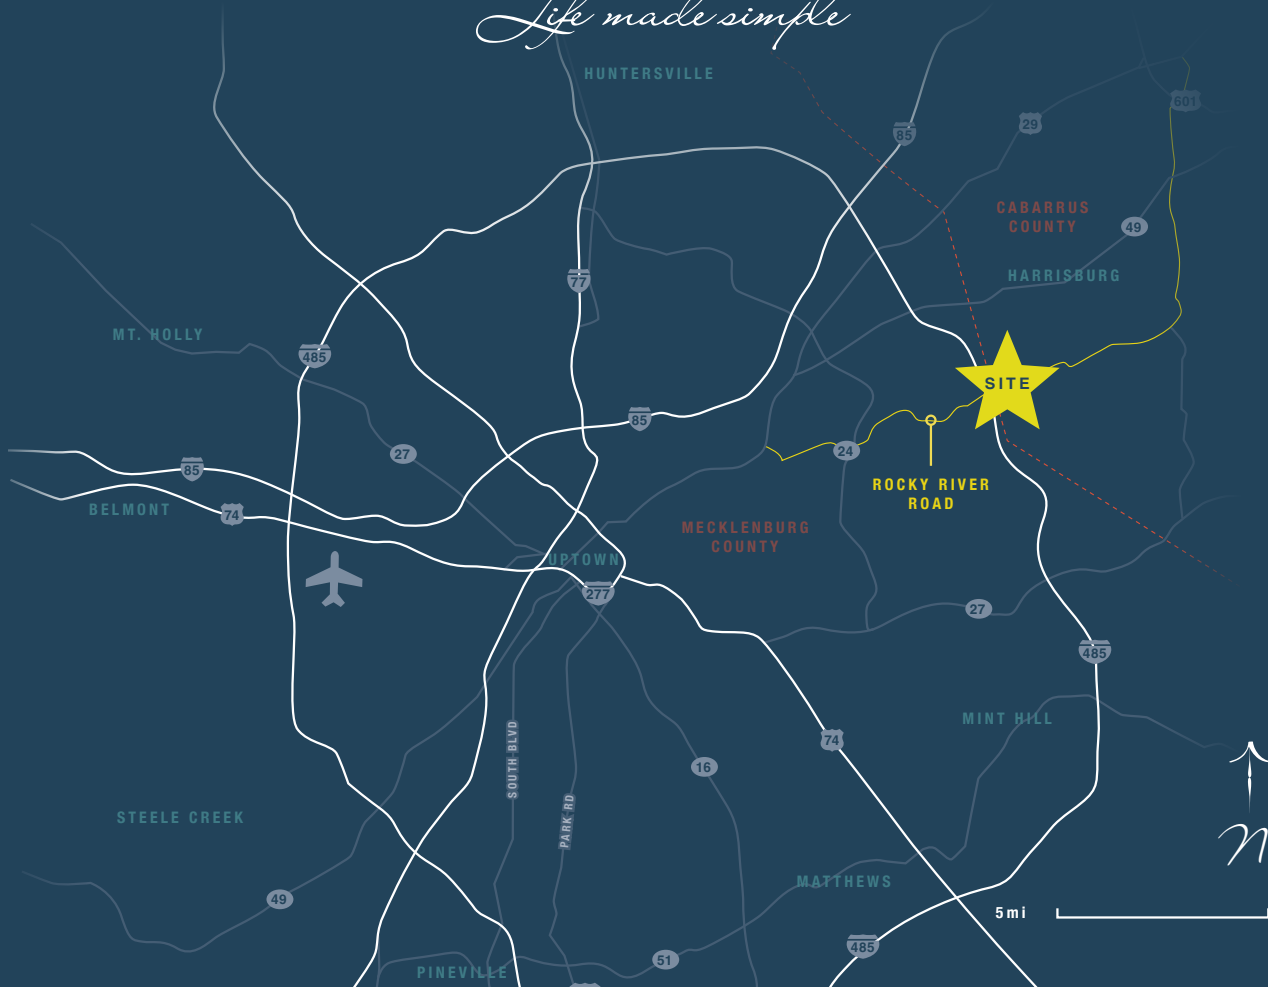 Life made simple
HUNTERSVILLE
601
29
85
CABARRUS
COUNTY
49
HARRISBURG
77
MT. HOLLY
485
SITE
85
27
24
85
ROCKY RIVER
ROAD
BELMONT
74
MECKLENBURG
COUNTY
UPTOWN
277
27
485
MINT HILL
SOUTH BLVD
74
16
PARK RD
STEELE CREEK
N
MATTHEWS
49
5 mi
485
51
PINEVILLE